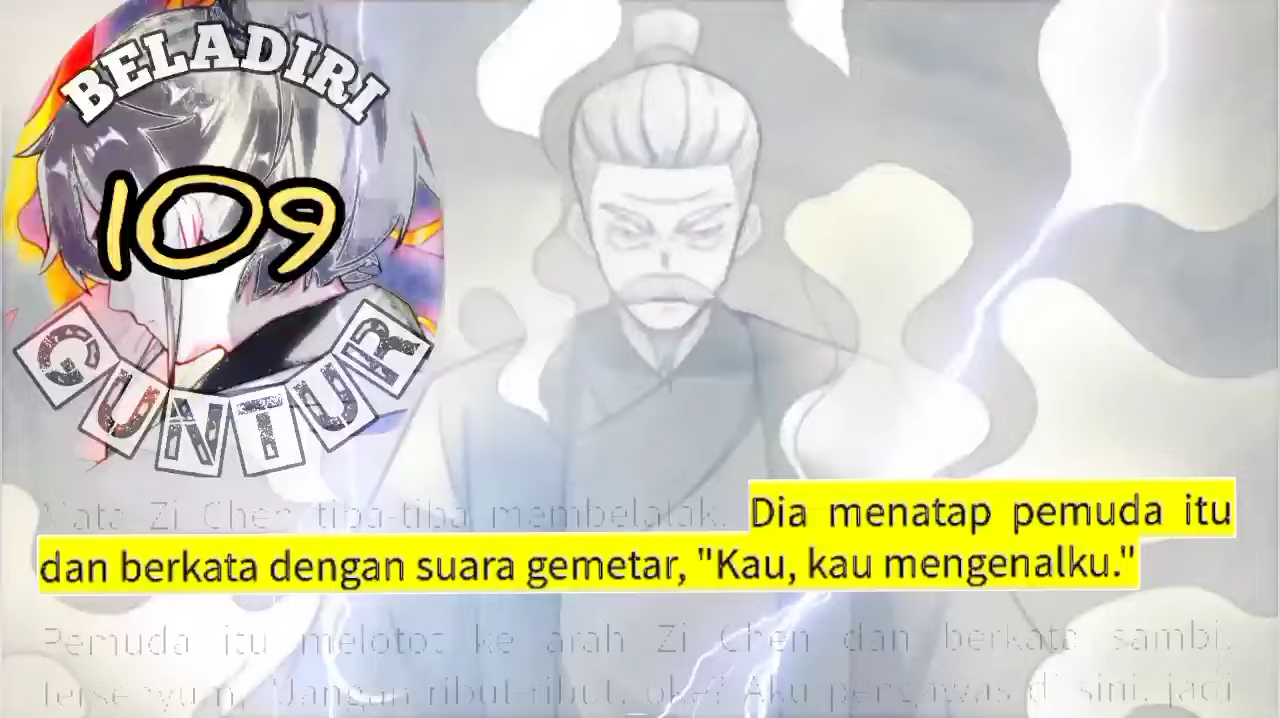 BELADIRI
109
GUNTUR
Mata Zi Chen tiba-tiba membelalak. Dia menatap pemuda itu
dan berkata dengan suara gemetar, "Kau, kau mengenalku."
Pemuda itu melotot ke arah Zi Chen dan berkata sambil
tersenyum, "Jangan ribut-ribut, oke? Aku pengawas di sini, jadi